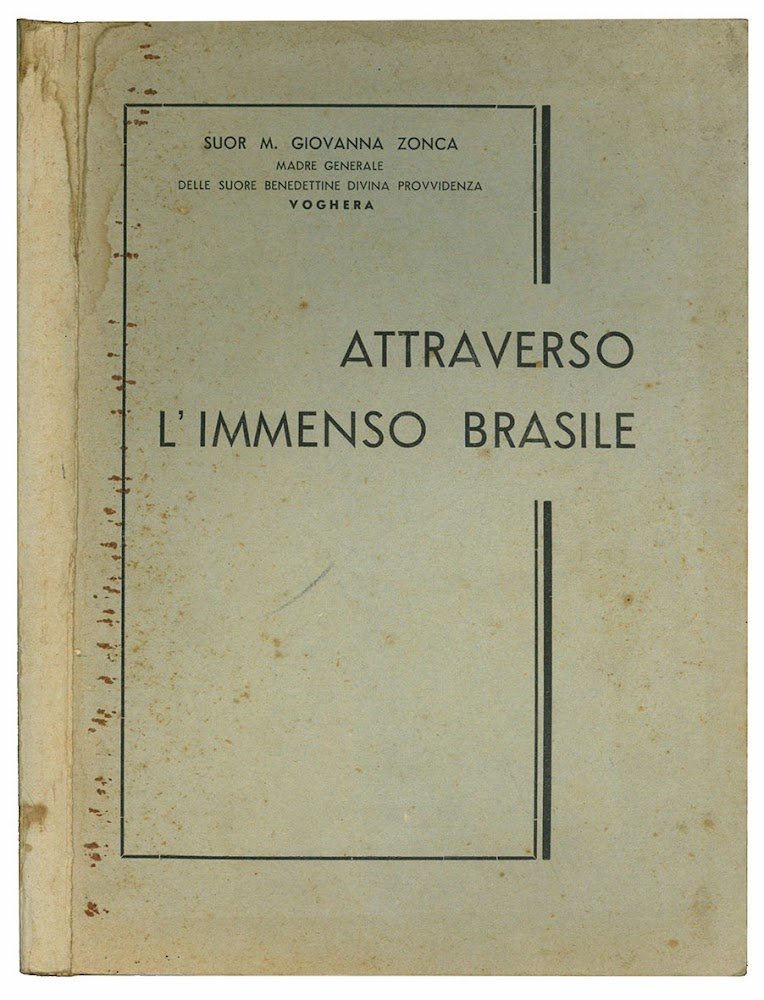 SUOR M. GIOVANNA ZONCA
MADRE GENERALE
DELLE SUORE BENEDETTINE DIVINA PROVVIDENZA
VOGHERA
ATTRAVERSO
L'IMMENSO BRASILE